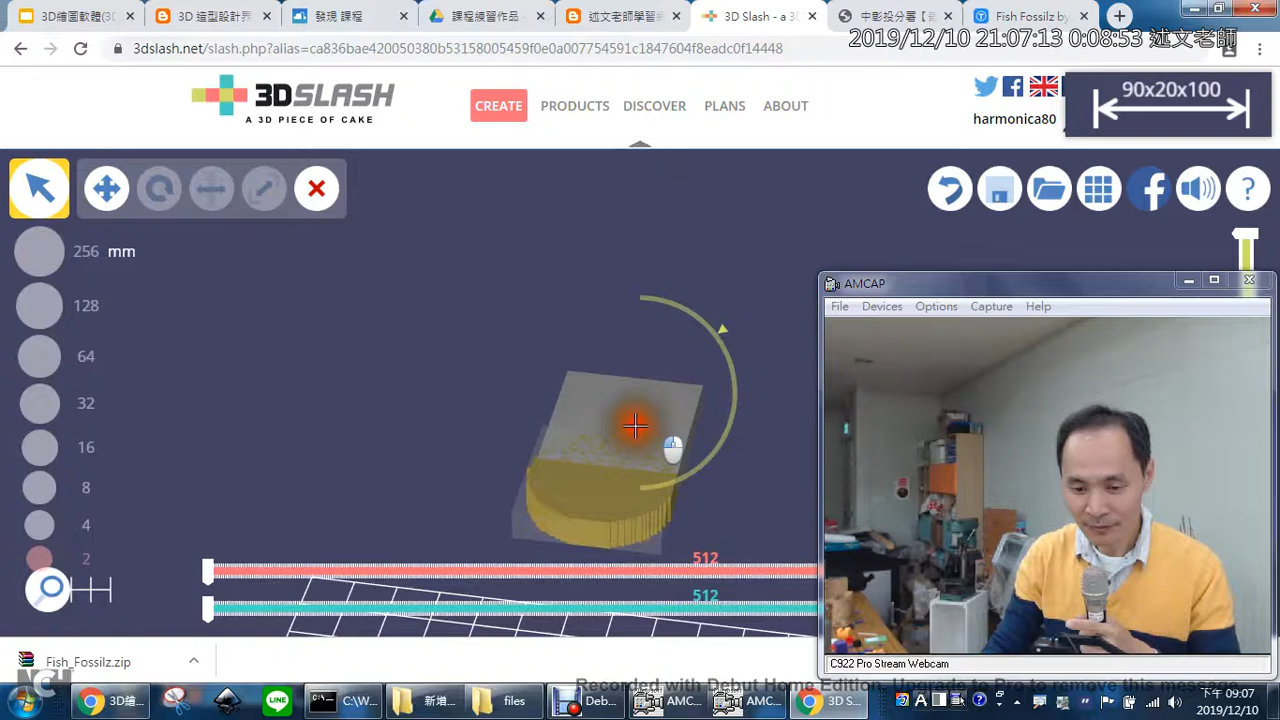 3D繪圖軟體的
3D 造型設計界
發現 課程
課程練習作品 -
述文老師學習系
3D Slash - a 3D
中彰投分署【
Fish Fossilz by
2019/12/10 21:07:13 0:08:53 述文老師
3dslash.net/slash.php?alias=ca836bae420050380b53158005459f0e0a007754591c1847604f8eadc0f14448
3DSLASH
A 3D PIECE OF CAKE
CREATE PRODUCTS DISCOVER PLANS ABOUT
harmonica80
90x20x100
256 mm
128
64
32
16
8
4
2
512
512
AMCAP
File Devices Options Capture Help
C922 Pro Stream Webcam
Fish_Fossilz.zip
NCH
Recorded with Debut Home Edition. Upgrade to Pro to remove this message.
3D繪...
LINE
C:\W...
新增...
files
Deb...
AMC...
AMC...
3D S...
下午 09:07
2019/12/10